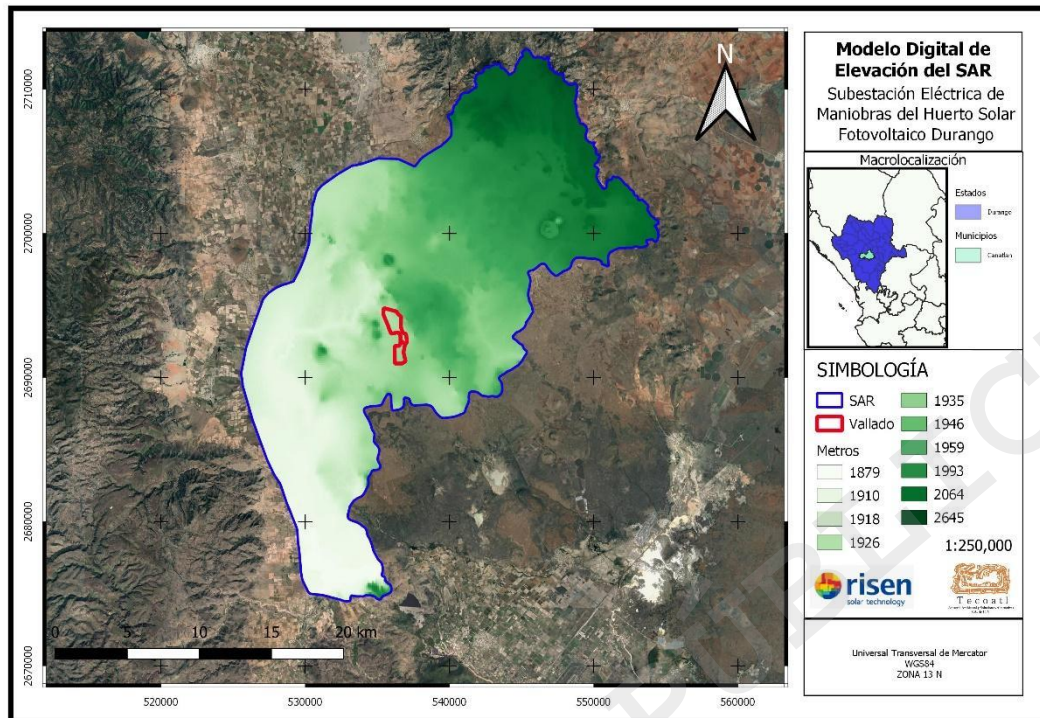 Modelo Digital de
Elevación del SAR
Subestación Eléctrica de
Maniobras del Huerto Solar
Fotovoltaico Durango
Macrolocalización
Estados
Durango
Municipios
Canatlan
SIMBOLOGÍA
SAR
Vallado
Metros
1879
1910
1918
1926
1935
1946
1959
1993
2064
2645
1:250,000
risen
solar technology
Tecoatl
Universal Transversal de Mercator
WGS84
ZONA 13 N
N
2710000
2700000
2690000
2680000
2670000
0 5 10 15 20 km
520000 530000 540000 550000 560000
PUBLIC